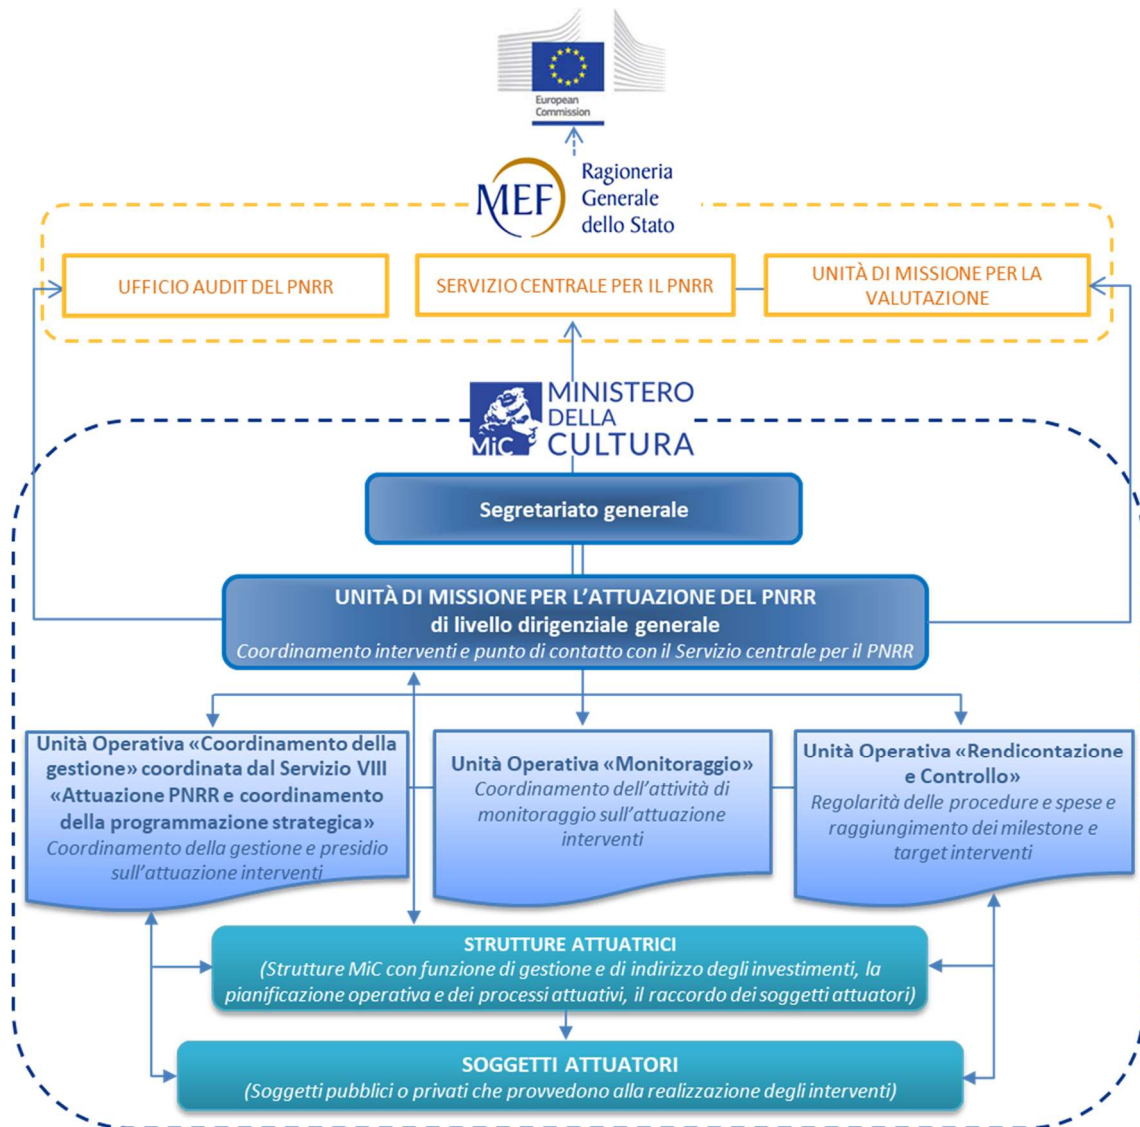 European
Commission
MEF
Ragioneria
Generale
dello Stato
UFFICIO AUDIT DEL PNRR
SERVIZIO CENTRALE PER IL PNRR
UNITÀ DI MISSIONE PER LA
VALUTAZIONE
MiC
MINISTERO
DELLA
CULTURA
Segretariato generale
UNITÀ DI MISSIONE PER L’ATTUAZIONE DEL PNRR
di livello dirigenziale generale
Coordinamento interventi e punto di contatto con il Servizio centrale per il PNRR
Unità Operativa «Coordinamento della
gestione» coordinata dal Servizio VIII
«Attuazione PNRR e coordinamento
della programmazione strategica»
Coordinamento della gestione e presidio
sull’attuazione interventi
Unità Operativa «Monitoraggio»
Coordinamento dell’attività di
monitoraggio sull’attuazione
interventi
Unità Operativa «Rendicontazione
e Controllo»
Regolarità delle procedure e spese e
raggiungimento dei milestone e
target interventi
STRUTTURE ATTUATRICI
(Strutture MiC con funzione di gestione e di indirizzo degli investimenti, la
pianificazione operativa e dei processi attuativi, il raccordo dei soggetti attuatori)
SOGGETTI ATTUATORI
(Soggetti pubblici o privati che provvedono alla realizzazione degli interventi)